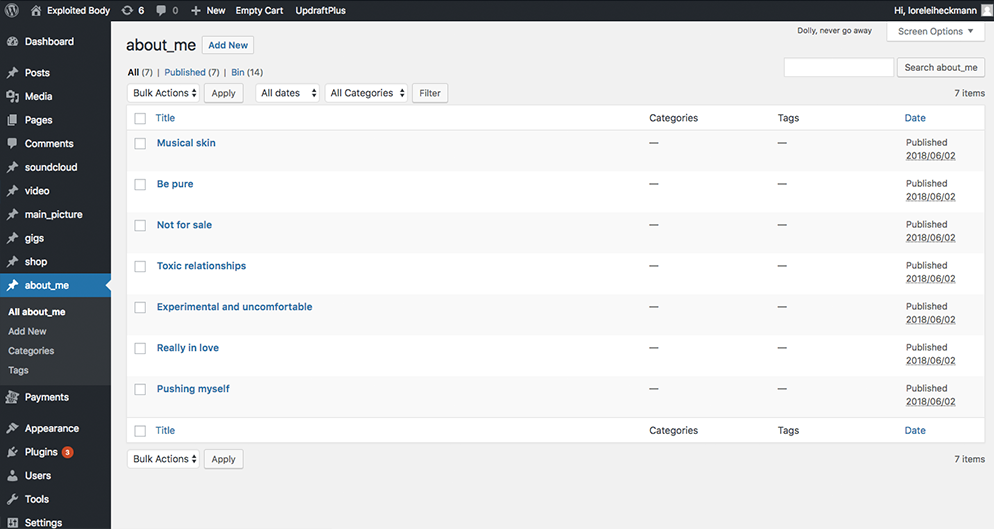 Exploited Body 6 0 New Empty Cart UpdraftPlus Hi, loreleiheckmann
Dashboard
Posts
Media
Pages
Comments
soundcloud
video
main_picture
gigs
shop
about_me
All about_me
Add New
Categories
Tags
Payments
Appearance
Plugins 3
Users
Tools
Settings
Dolly, never go away Screen Options
about_me Add New
All (7) | Published (7) | Bin (14)
Search about_me
Bulk Actions Apply All dates All Categories Filter 7 items
Title Categories Tags Date
Musical skin — — Published
2018/06/02
Be pure — — Published
2018/06/02
Not for sale — — Published
2018/06/02
Toxic relationships — — Published
2018/06/02
Experimental and uncomfortable — — Published
2018/06/02
Really in love — — Published
2018/06/02
Pushing myself — — Published
2018/06/02
Title Categories Tags Date
Bulk Actions Apply 7 items